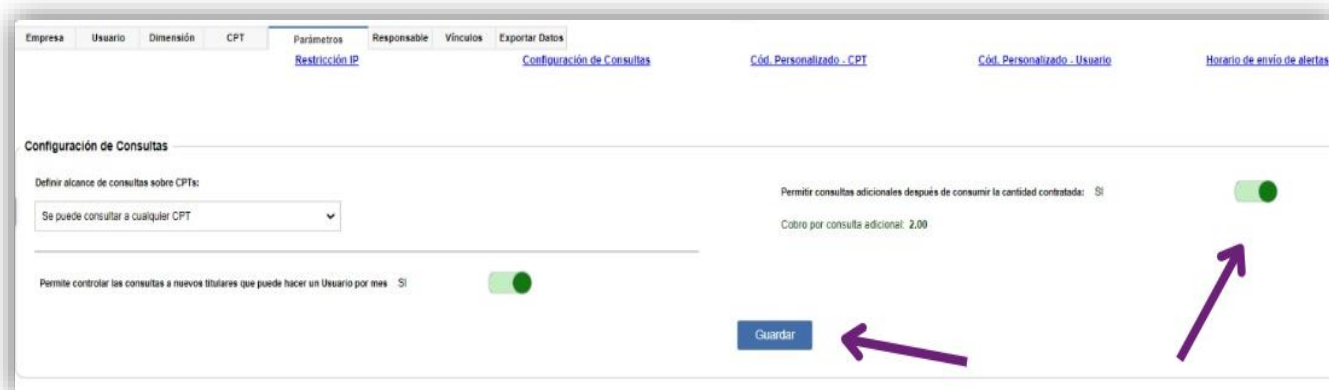 Empresa Usuario Dimensión CPT Parámetros Responsable Vínculos Exportar Datos
Restricción IP Configuración de Consultas Cód. Personalizado - CPT Cód. Personalizado - Usuario Horario de envío de alertas
Configuración de Consultas
Definir alcance de consultas sobre CPTs:
Permitir consultas adicionales después de consumir la cantidad contratada: SI
Se puede consultar a cualquier CPT
Cobro por consulta adicional: 2.00
Permite controlar las consultas a nuevos titulares que puede hacer un Usuario por mes SI
Guardar